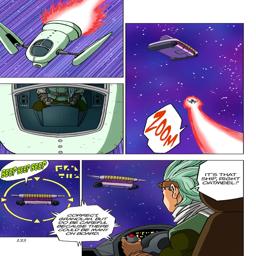 ZOOM
BEEP BEEP BEEP
IT'S THAT
SHIP, RIGHT
OATMEEL?
CORRECT,
GRANOLAH. BUT DO
BE CAREFUL
BECAUSE THERE
COULD BE MANY
ON BOARD.